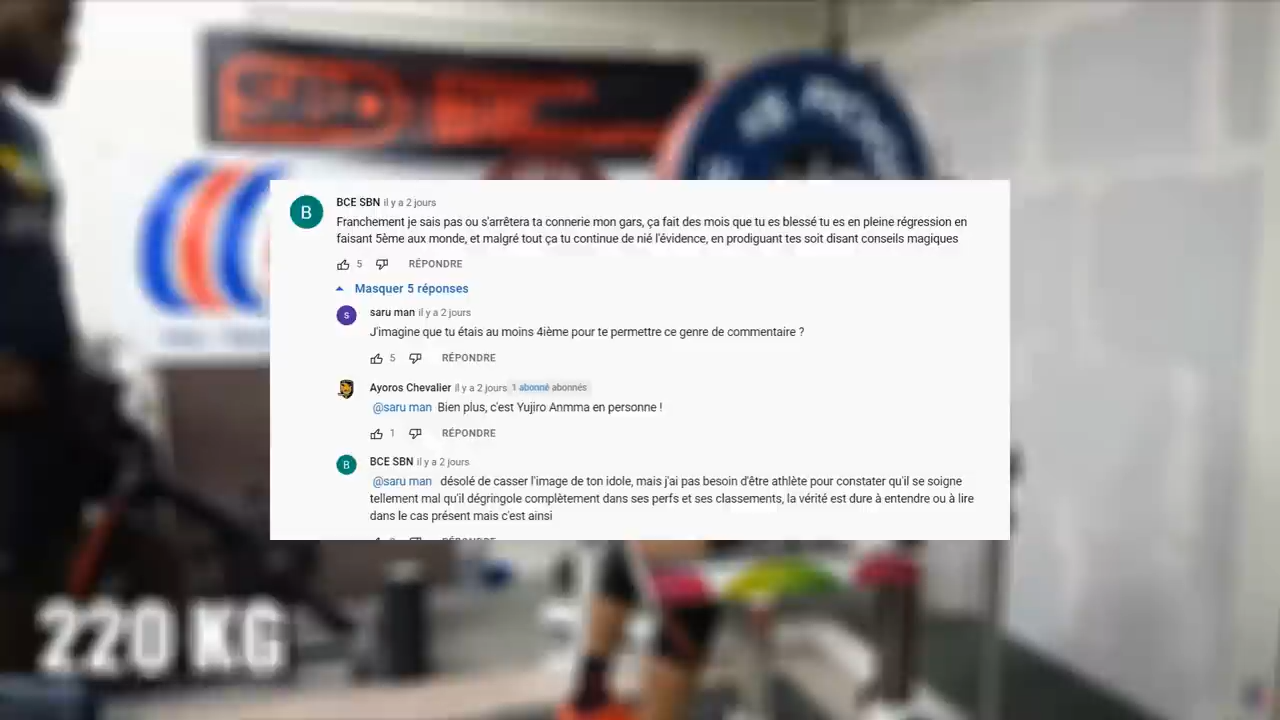 BCE SBN il y a 2 jours
Franchement je sais pas ou s'arrêtera ta connerie mon gars, ça fait des mois que tu es blessé tu es en pleine régression en
faisant 5ème aux monde, et malgré tout ça tu continue de nié l'évidence, en prodiguant tes soit disant conseils magiques
5 RÉPONDRE
Masquer 5 réponses
saru man il y a 2 jours
J'imagine que tu étais au moins 4ième pour te permettre ce genre de commentaire ?
5 RÉPONDRE
Ayoros Chevalier il y a 2 jours 1 abonné abonnés
@saru man Bien plus, c'est Yujiro Anmma en personne !
1 RÉPONDRE
BCE SBN il y a 2 jours
@saru man désolé de casser l'image de ton idole, mais j'ai pas besoin d'être athlète pour constater qu'il se soigne
tellement mal qu'il dégringole complètement dans ses perfs et ses classements, la vérité est dure à entendre ou à lire
dans le cas présent mais c'est ainsi
RÉPONDRE
220 KG